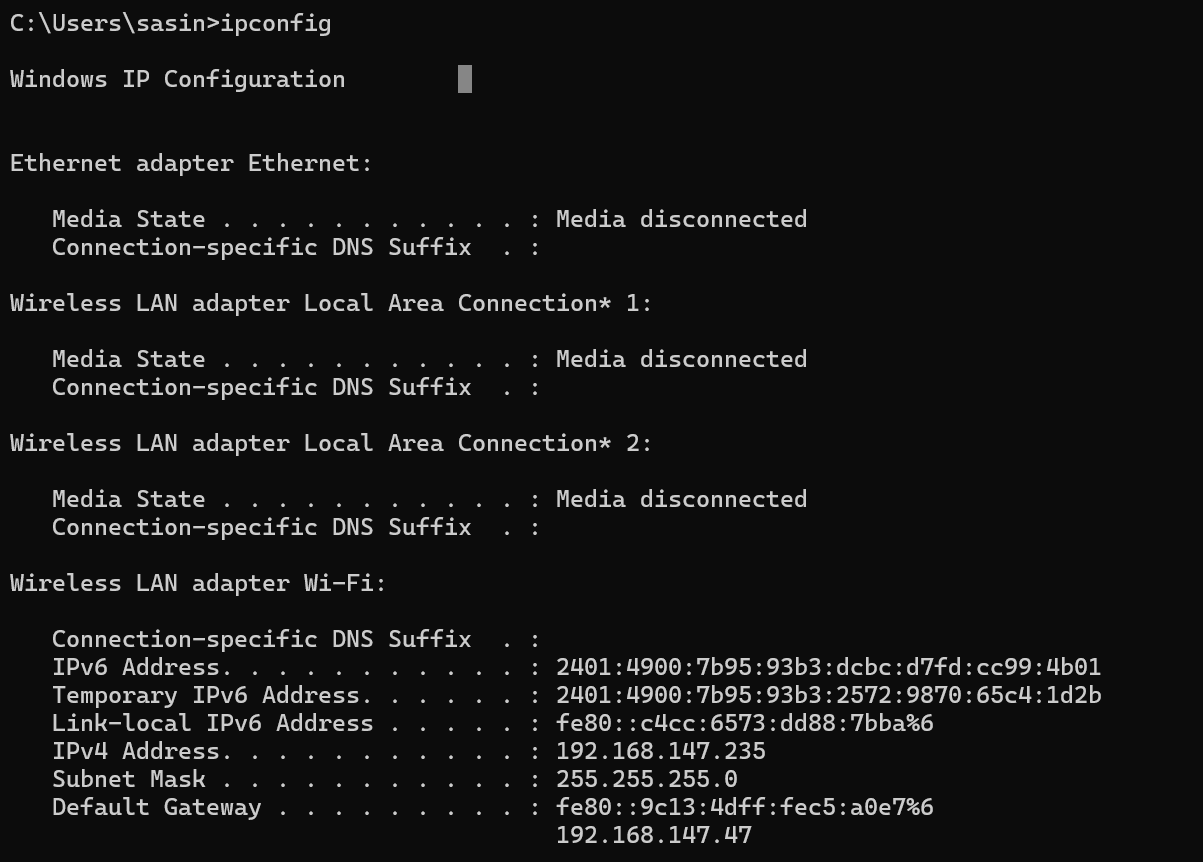 C:\Users\sasin>ipconfig
Windows IP Configuration
Ethernet adapter Ethernet:
   Media State . . . . . . . . . . . : Media disconnected
   Connection-specific DNS Suffix  . :
Wireless LAN adapter Local Area Connection* 1:
   Media State . . . . . . . . . . . : Media disconnected
   Connection-specific DNS Suffix  . :
Wireless LAN adapter Local Area Connection* 2:
   Media State . . . . . . . . . . . : Media disconnected
   Connection-specific DNS Suffix  . :
Wireless LAN adapter Wi-Fi:
   Connection-specific DNS Suffix  . :
   IPv6 Address. . . . . . . . . . . : 2401:4900:7b95:93b3:dcbc:d7fd:cc99:4b01
   Temporary IPv6 Address. . . . . . : 2401:4900:7b95:93b3:2572:9870:65c4:1d2b
   Link-local IPv6 Address . . . . . : fe80::c4cc:6573:dd88:7bba%6
   IPv4 Address. . . . . . . . . . . : 192.168.147.235
   Subnet Mask . . . . . . . . . . . : 255.255.255.0
   Default Gateway . . . . . . . . . : fe80::9c13:4dff:fec5:a0e7%6
                                       192.168.147.47